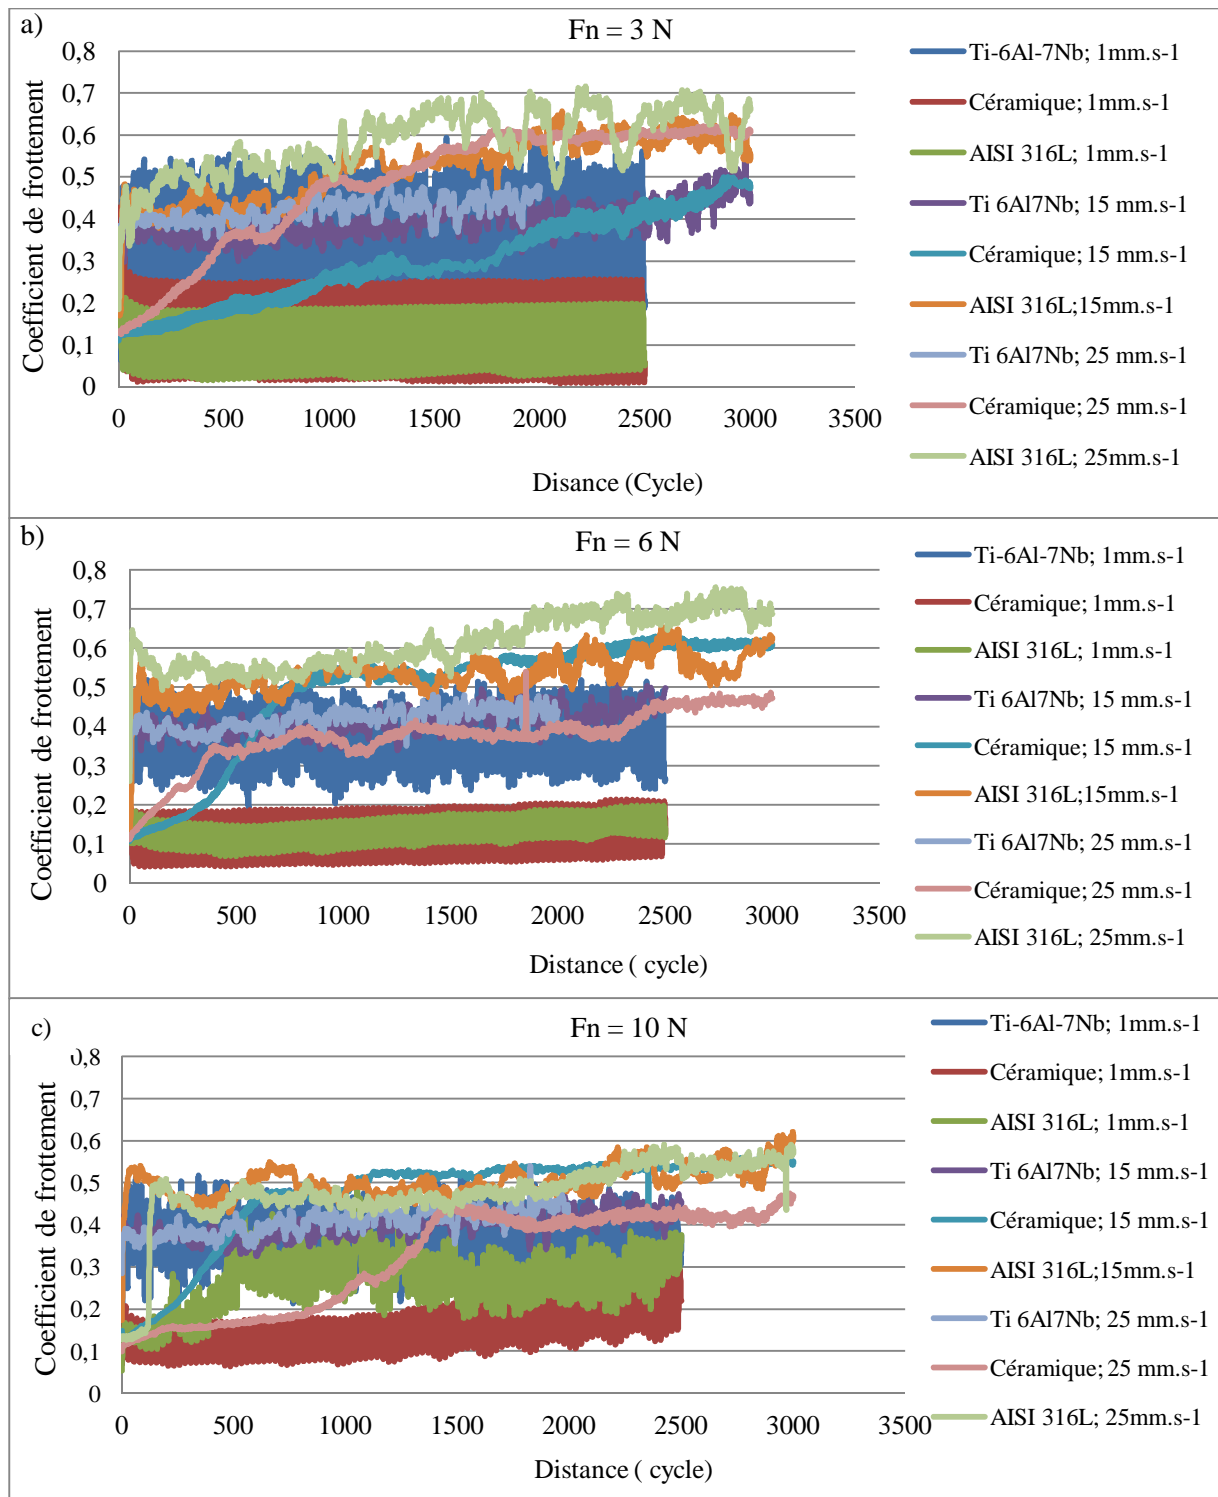 a)
Fn = 3 N
Coefficient de frottement
0,8
0,7
0,6
0,5
0,4
0,3
0,2
0,1
0
0 500 1000 1500 2000 2500 3000 3500
Disance (Cycle)
Ti-6Al-7Nb; 1mm.s-1
Céramique; 1mm.s-1
AISI 316L; 1mm.s-1
Ti 6Al7Nb; 15 mm.s-1
Céramique; 15 mm.s-1
AISI 316L;15mm.s-1
Ti 6Al7Nb; 25 mm.s-1
Céramique; 25 mm.s-1
AISI 316L; 25mm.s-1
b)
Fn = 6 N
Coefficient de frottement
0,8
0,7
0,6
0,5
0,4
0,3
0,2
0,1
0
0 500 1000 1500 2000 2500 3000 3500
Distance ( cycle)
Ti-6Al-7Nb; 1mm.s-1
Céramique; 1mm.s-1
AISI 316L; 1mm.s-1
Ti 6Al7Nb; 15 mm.s-1
Céramique; 15 mm.s-1
AISI 316L;15mm.s-1
Ti 6Al7Nb; 25 mm.s-1
Céramique; 25 mm.s-1
AISI 316L; 25mm.s-1
c)
Fn = 10 N
Coefficient de frottement
0,8
0,7
0,6
0,5
0,4
0,3
0,2
0,1
0
0 500 1000 1500 2000 2500 3000 3500
Distance ( cycle)
Ti-6Al-7Nb; 1mm.s-1
Céramique; 1mm.s-1
AISI 316L; 1mm.s-1
Ti 6Al7Nb; 15 mm.s-1
Céramique; 15 mm.s-1
AISI 316L;15mm.s-1
Ti 6Al7Nb; 25 mm.s-1
Céramique; 25 mm.s-1
AISI 316L; 25mm.s-1